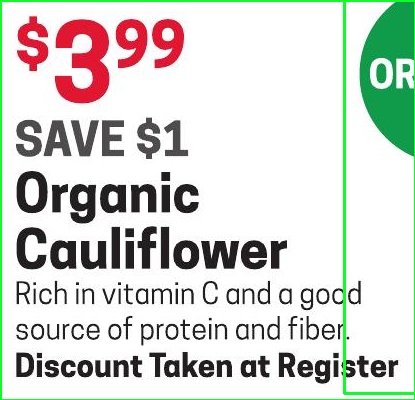 $3.99
SAVE $1
Organic
Cauliflower
Rich in vitamin C and a good
source of protein and fiber.
Discount Taken at Register
OR